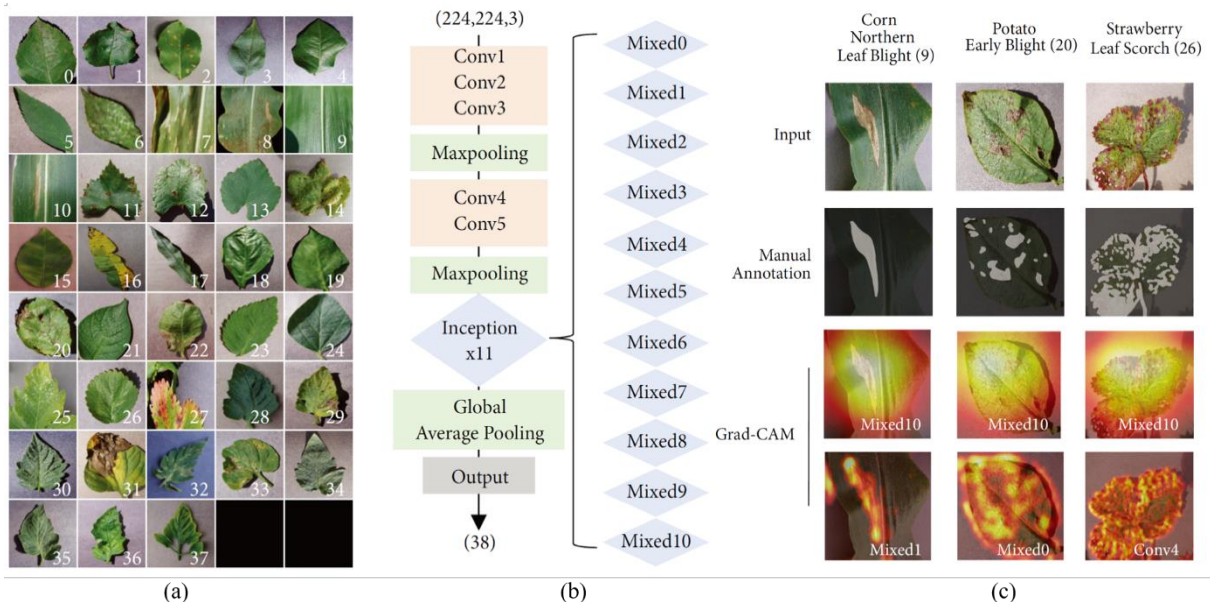 0 1 2 3 4
5 6 7 8 9
10 11 12 13 14
15 16 17 18 19
20 21 22 23 24
25 26 27 28 29
30 31 32 33 34
35 36 37
(a)
(224,224,3)
Conv1
Conv2
Conv3
Maxpooling
Conv4
Conv5
Maxpooling
Inception
x11
Global
Average Pooling
Output
(38)
Mixed0
Mixed1
Mixed2
Mixed3
Mixed4
Mixed5
Mixed6
Mixed7
Mixed8
Mixed9
Mixed10
(b)
Corn
Northern
Leaf Blight (9)
Potato
Early Blight (20)
Strawberry
Leaf Scorch (26)
Input
Manual
Annotation
Grad-CAM
Mixed10 Mixed10 Mixed10
Mixed1 Mixed0 Conv4
(c)